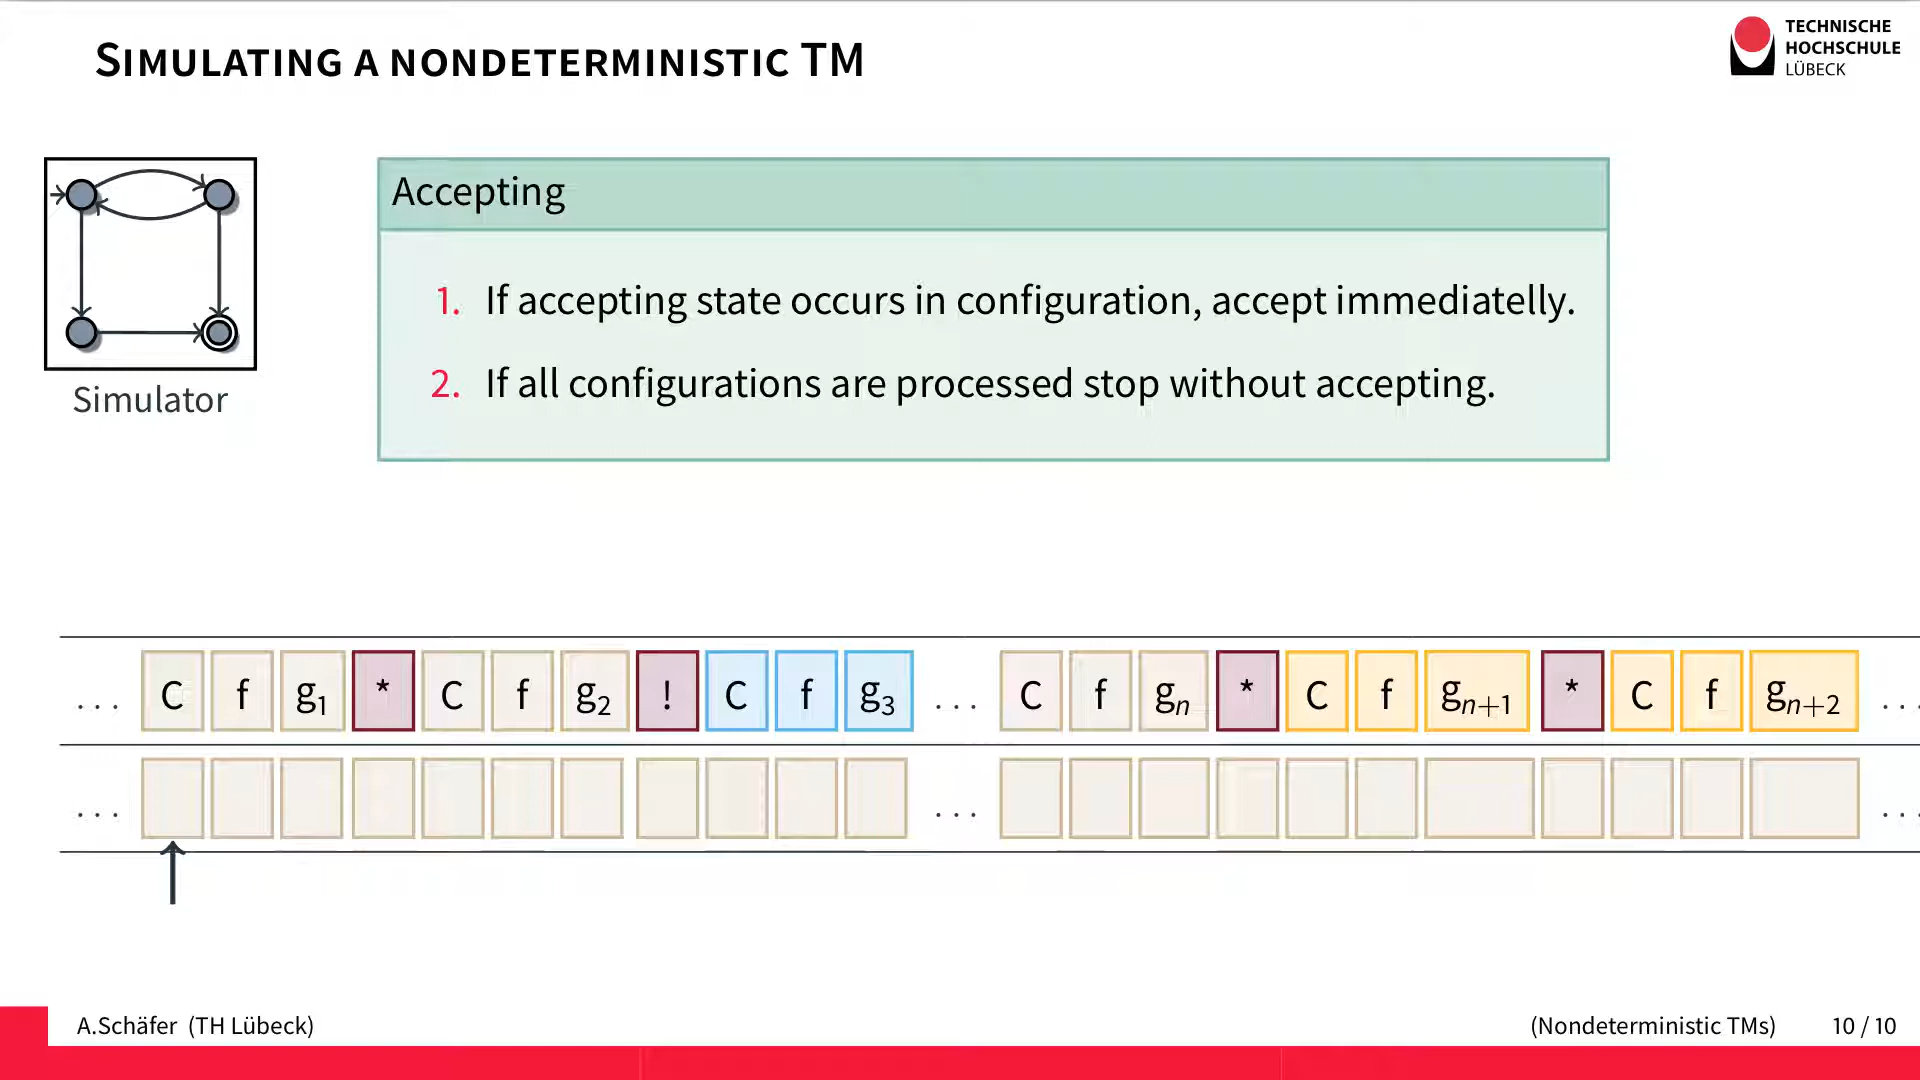 SIMULATING A NONDETERMINISTIC TM
TECHNISCHE
HOCHSCHULE
LÜBECK
Accepting
1. If accepting state occurs in configuration, accept immediatelly.
2. If all configurations are processed stop without accepting.
Simulator
... C f g1 * C f g2 ! C f g3 ... C f gn * C f gn+1 * C f gn+2 ...
... ... ...
A.Schäfer (TH Lübeck) (Nondeterministic TMs) 10 / 10